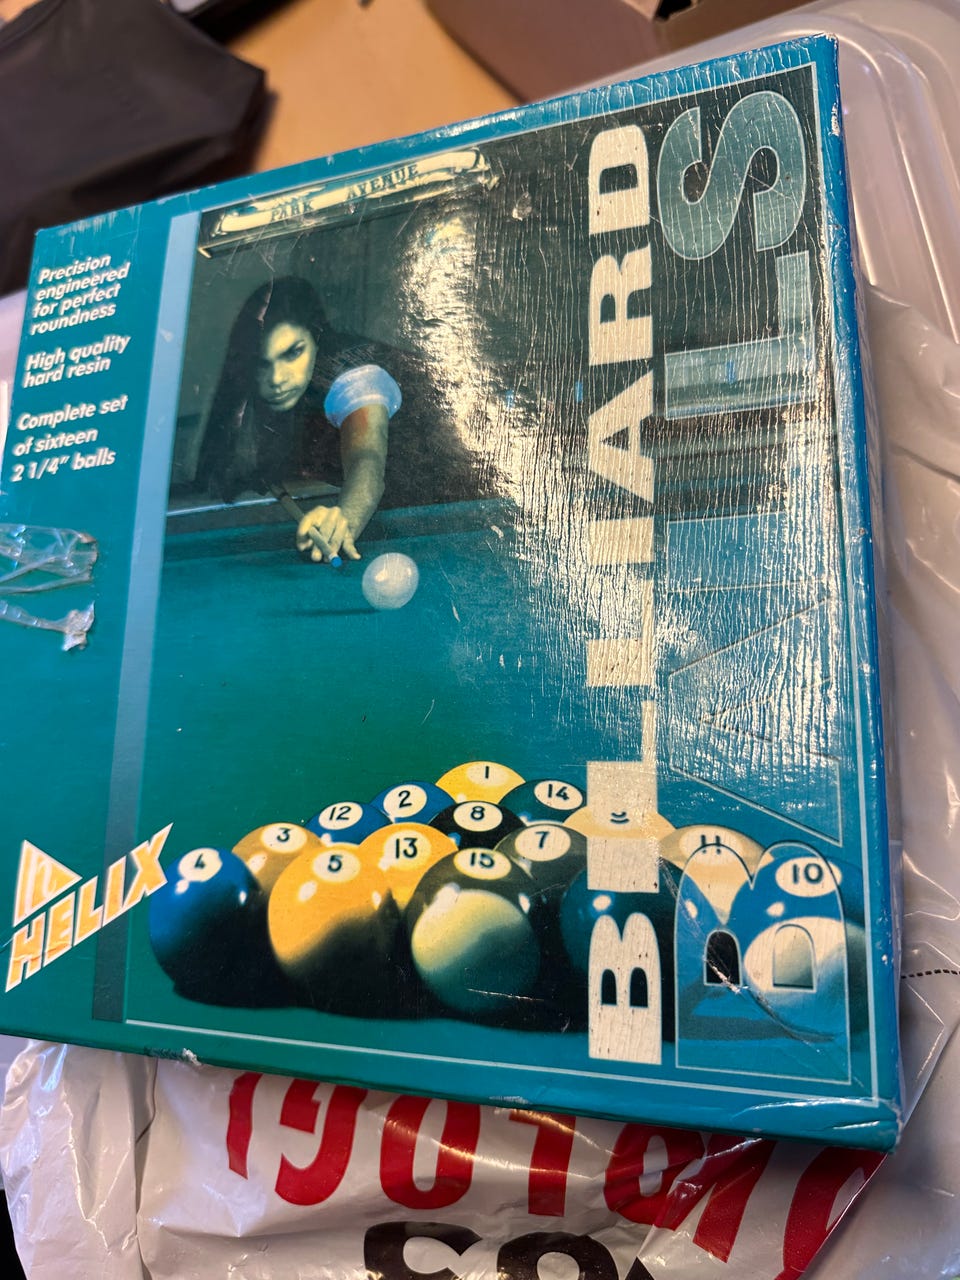 PARK AVENUE
Precision
engineered
for perfect
roundness
High quality
hard resin
Complete set
of sixteen
2 1/4" balls
BILLIARD
BALLS
1
2
14
12
8
3
13
7
11
4
5
15
10
HELIX